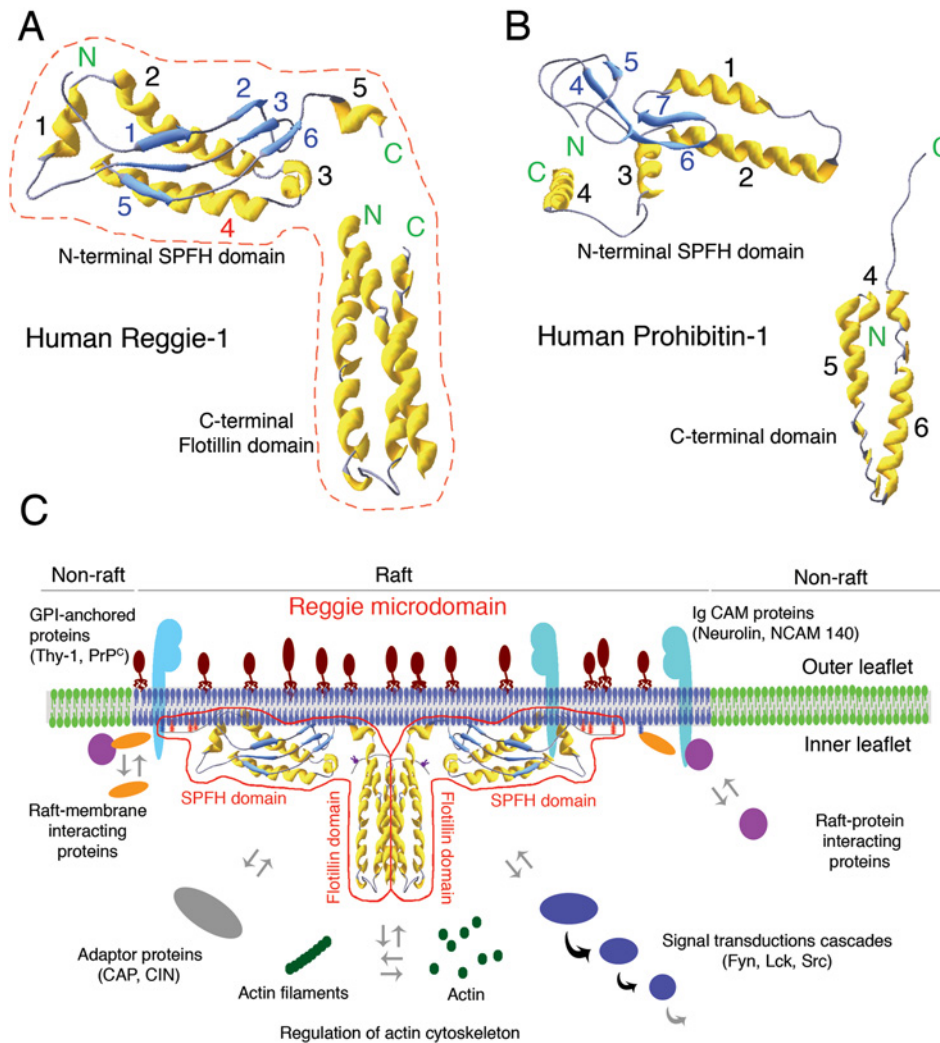 A
N
2
2
3
5
1
1
6
C
3
5
4
N-terminal SPFH domain
N
C
Human Reggie-1
C-terminal
Flotillin domain
B
5
4
1
7
N
6
C
C
4
3
2
N-terminal SPFH domain
4
Human Prohibitin-1
N
5
6
C-terminal domain
C
Non-raft
Raft
Non-raft
Reggie microdomain
GPI-anchored
proteins
(Thy-1, PrPᶜ)
Ig CAM proteins
(Neurolin, NCAM 140)
Outer leaflet
Inner leaflet
SPFH domain
SPFH domain
Raft-membrane
interacting
proteins
Flotillin domain
Flotillin domain
Raft-protein
interacting
proteins
Adaptor proteins
(CAP, CIN)
Actin filaments
Actin
Signal transductions cascades
(Fyn, Lck, Src)
Regulation of actin cytoskeleton